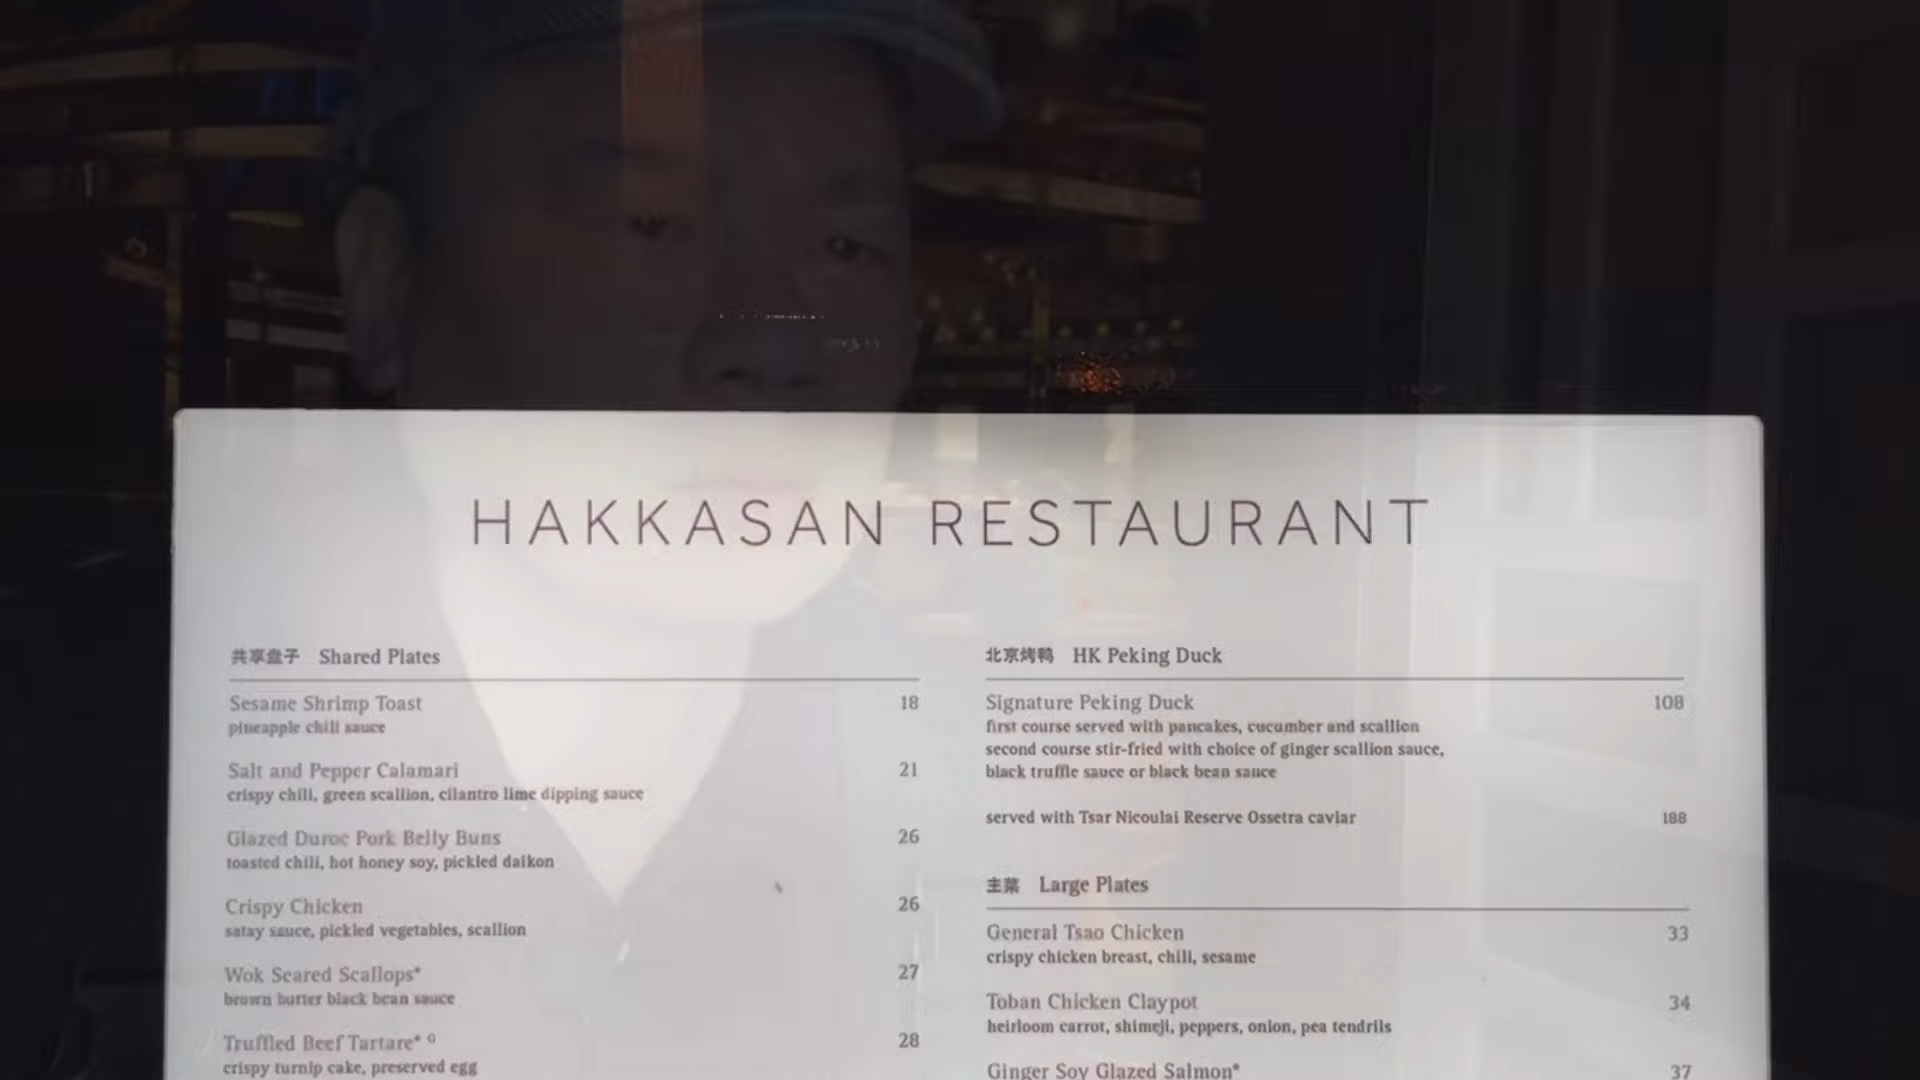 HAKKASAN RESTAURANT
共享盘子 Shared Plates
Sesame Shrimp Toast 18
pineapple chili sauce
Salt and Pepper Calamari 21
crispy chili, green scallion, cilantro lime dipping sauce
Glazed Duroc Pork Belly Buns 26
toasted chili, hot honey soy, pickled daikon
Crispy Chicken 26
satay sauce, pickled vegetables, scallion
Wok Seared Scallops* 27
brown butter black bean sauce
Truffled Beef Tartare* G 28
crispy turnip cake, preserved egg
北京烤鸭 HK Peking Duck
Signature Peking Duck 108
first course served with pancakes, cucumber and scallion
second course stir-fried with choice of ginger scallion sauce,
black truffle sauce or black bean sauce
served with Tsar Nicoulai Reserve Ossetra caviar 188
主菜 Large Plates
General Tsao Chicken 33
crispy chicken breast, chili, sesame
Toban Chicken Claypot 34
heirloom carrot, shimeji, peppers, onion, pea tendrils
Ginger Soy Glazed Salmon* 37